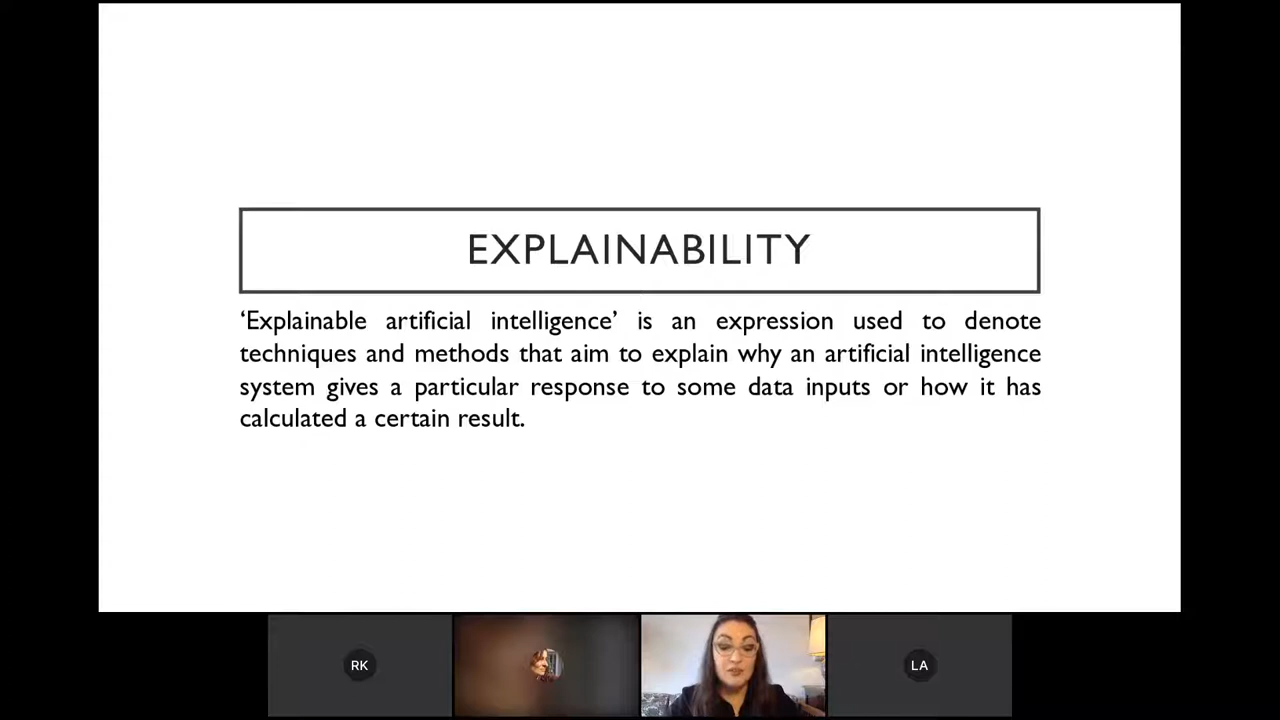 EXPLAINABILITY
‘Explainable artificial intelligence’ is an expression used to denote
techniques and methods that aim to explain why an artificial intelligence
system gives a particular response to some data inputs or how it has
calculated a certain result.
RK
LA